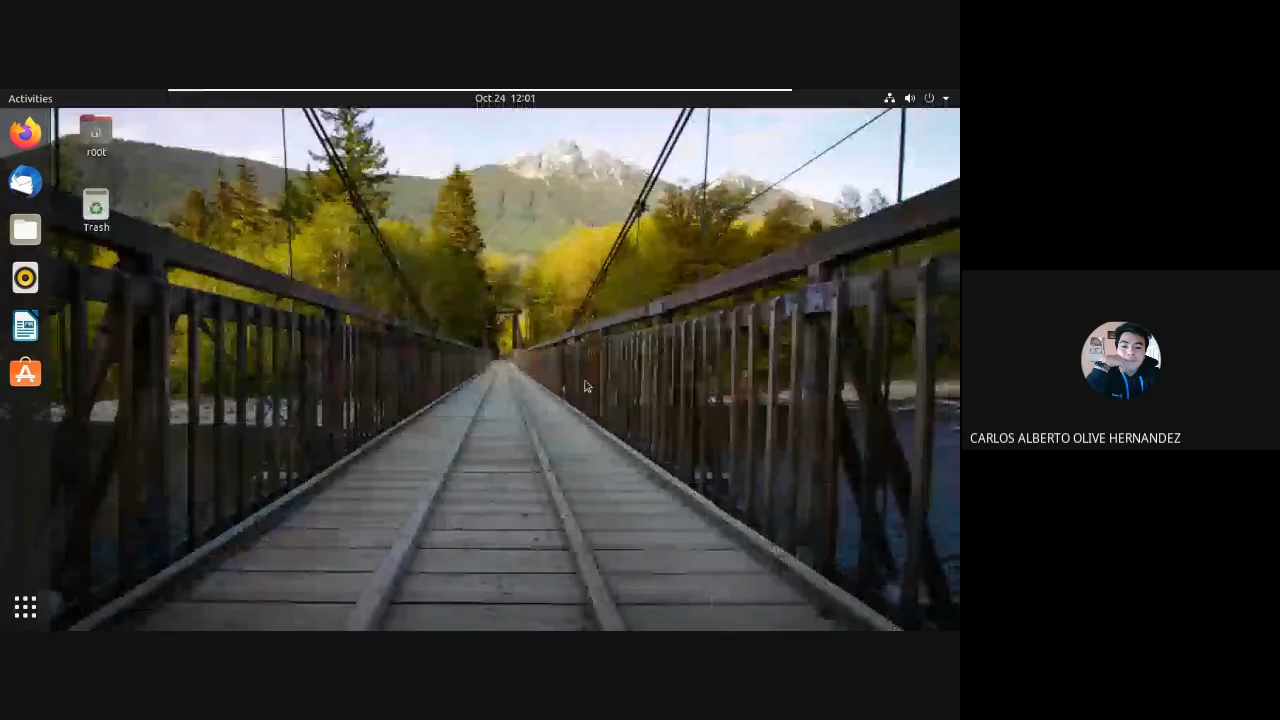 Activities
Oct 24 12:01
root
Trash
CARLOS ALBERTO OLIVE HERNANDEZ